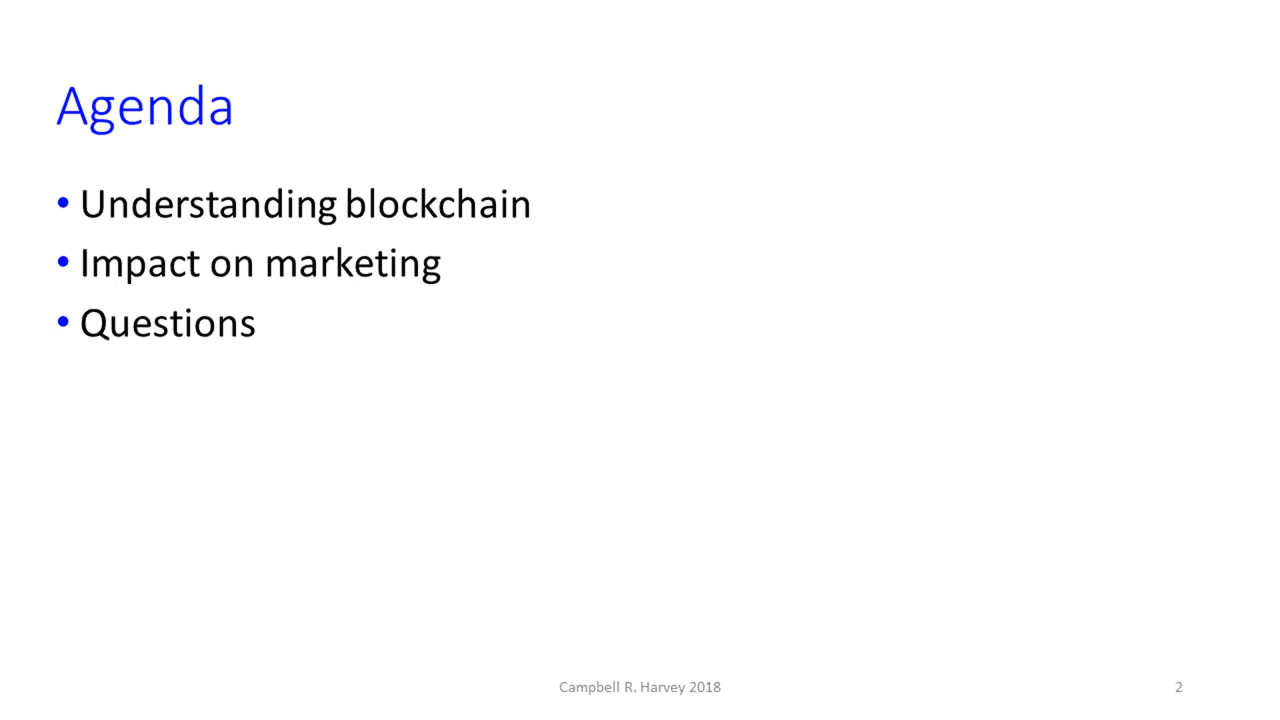 Agenda
• Understanding blockchain
• Impact on marketing
• Questions
Campbell R. Harvey 2018
2